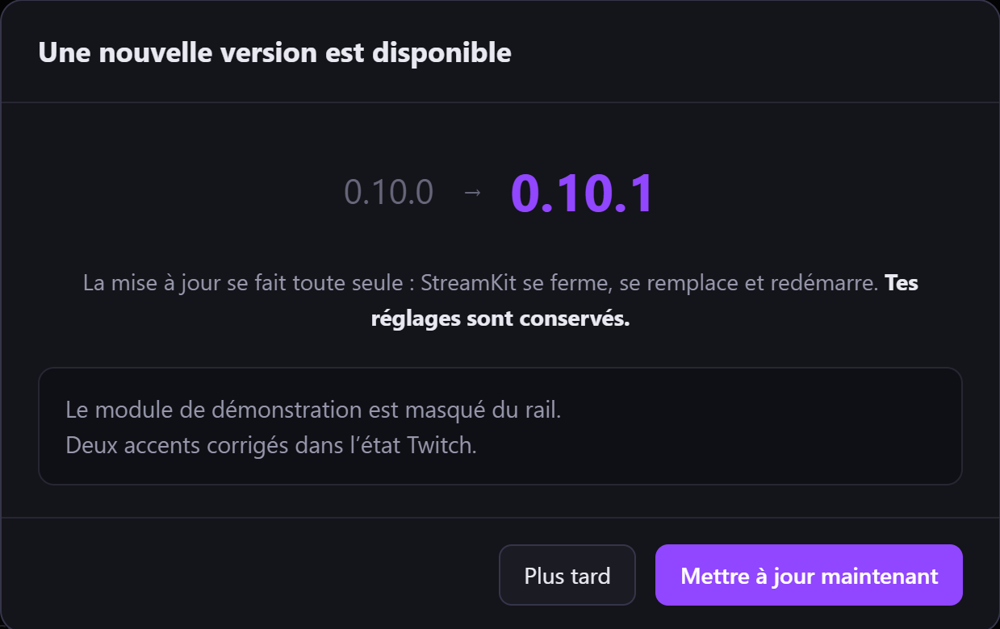 Une nouvelle version est disponible
0.10.0 → 0.10.1
La mise à jour se fait toute seule : StreamKit se ferme, se remplace et redémarre. Tes
réglages sont conservés.
Le module de démonstration est masqué du rail.
Deux accents corrigés dans l’état Twitch.
Plus tard
Mettre à jour maintenant